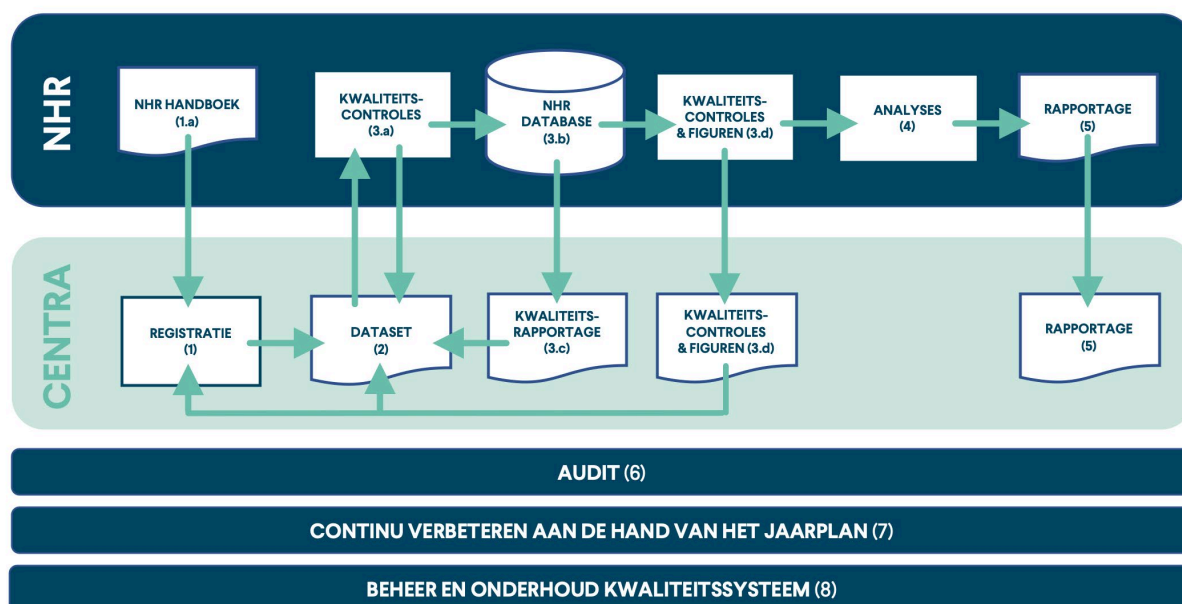 NHR
NHR HANDBOEK
(1.a)
KWALITEITS-
CONTROLES
(3.a)
NHR
DATABASE
(3.b)
KWALITEITS-
CONTROLES
& FIGUREN (3.d)
ANALYSES
(4)
RAPPORTAGE
(5)
CENTRA
REGISTRATIE
(1)
DATASET
(2)
KWALITEITS-
RAPPORTAGE
(3.c)
KWALITEITS-
CONTROLES
& FIGUREN (3.d)
RAPPORTAGE
(5)
AUDIT (6)
CONTINU VERBETEREN AAN DE HAND VAN HET JAARPLAN (7)
BEHEER EN ONDERHOUD KWALITEITSSYSTEEM (8)